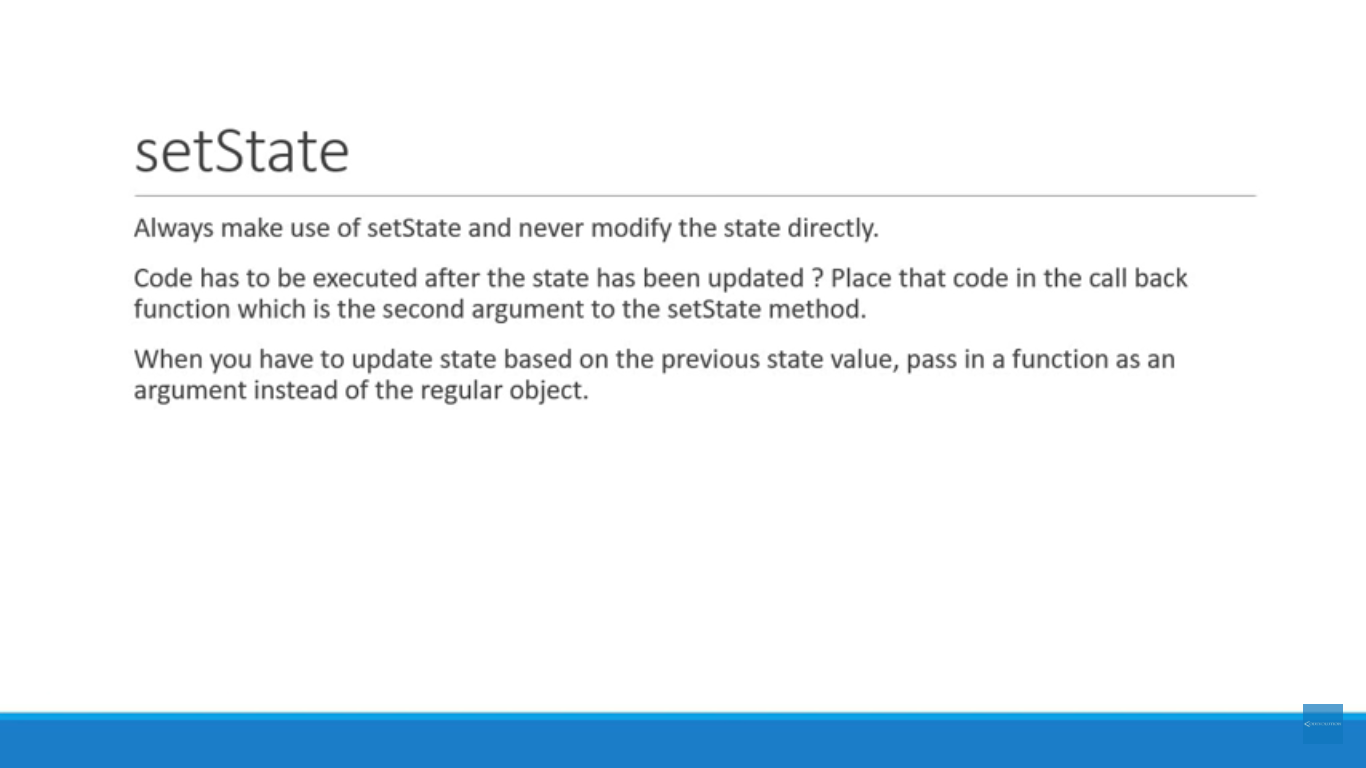 setState
Always make use of setState and never modify the state directly.
Code has to be executed after the state has been updated ? Place that code in the call back
function which is the second argument to the setState method.
When you have to update state based on the previous state value, pass in a function as an
argument instead of the regular object.